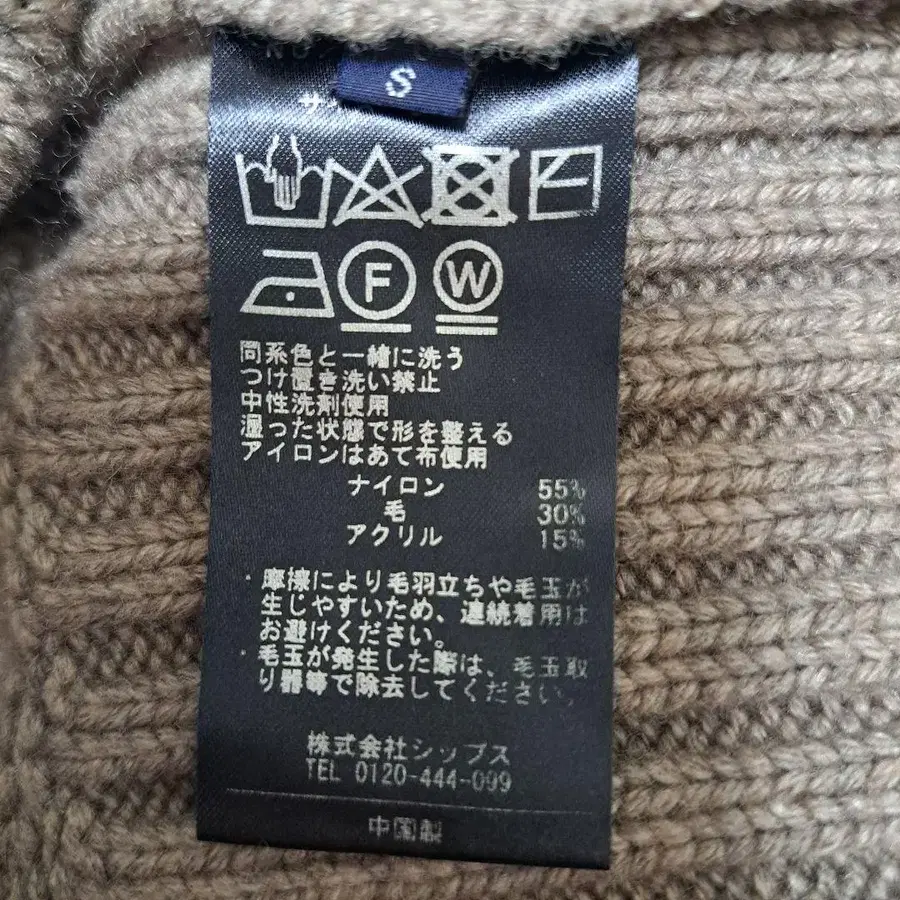 S
F W
同系色と一緒に洗う
つけ置き洗い禁止
中性洗剤使用
湿った状態で形を整える
アイロンはあて布使用
ナイロン 55%
毛 30%
アクリル 15%
・摩擦により毛羽立ちや毛玉が
生じやすいため、連続着用は
お避けください。
・毛玉が発生した際は、毛玉取
り器等で除去してください。
株式会社シップス
TEL 0120-444-099
中国製